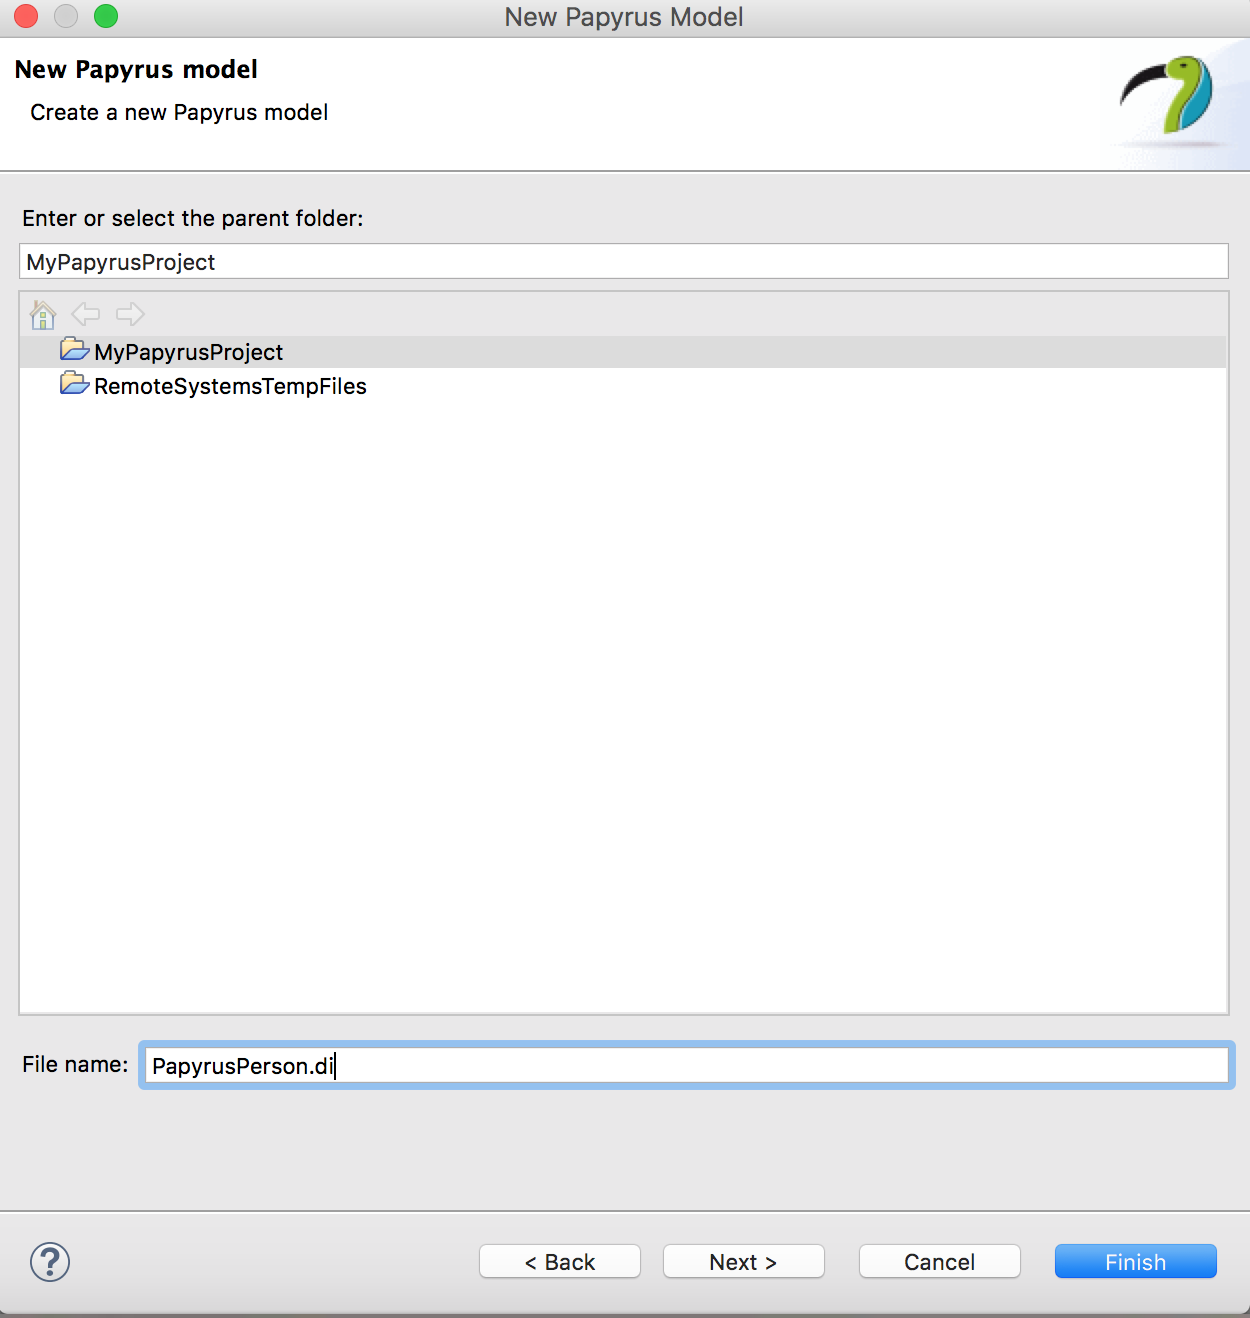 New Papyrus Model
New Papyrus model
Create a new Papyrus model
Enter or select the parent folder:
MyPapyrusProject
MyPapyrusProject
RemoteSystemsTempFiles
File name: PapyrusPerson.di
? < Back Next > Cancel Finish